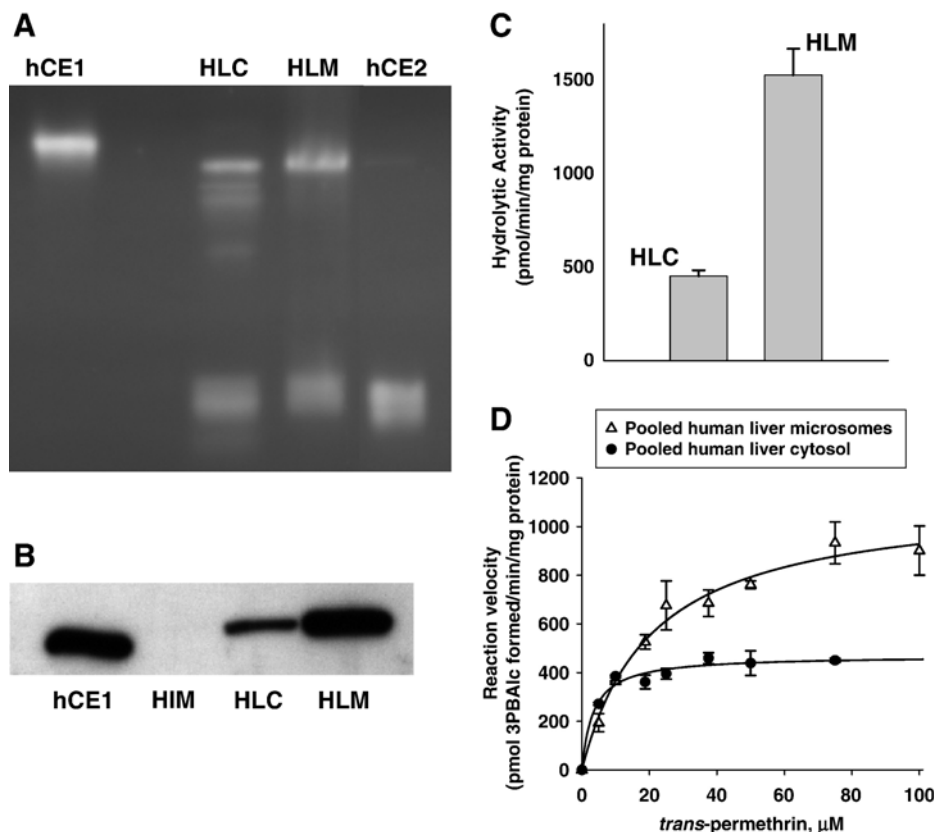 A
hCE1 HLC HLM hCE2
B
hCE1 HIM HLC HLM
C
Hydrolytic Activity
(pmol/min/mg protein)
1500
1000
500
0
HLC
HLM
D
△ Pooled human liver microsomes
● Pooled human liver cytosol
Reaction velocity
(pmol 3PBAlc formed/min/mg protein)
1200
1000
800
600
400
200
0
0 20 40 60 80 100
trans-permethrin, µM